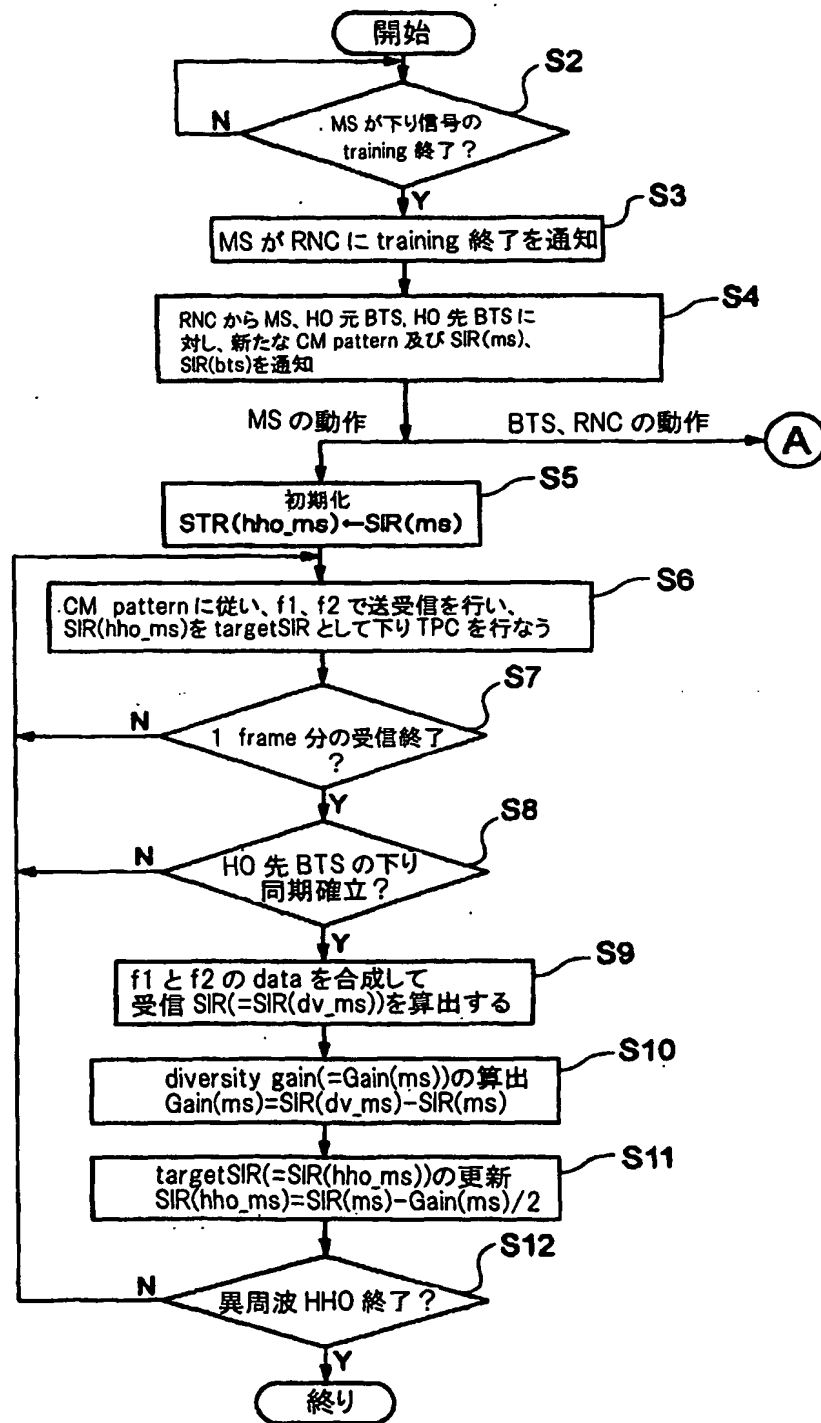 開始
S2
N
MS が下り信号の
training 終了？
Y
S3
MS が RNC に training 終了を通知
S4
RNC から MS、HO 元 BTS, HO 先 BTS に
対し、新たな CM pattern 及び SIR(ms)、
SIR(bts)を通知
MS の動作
BTS、RNC の動作
A
S5
初期化
STR(hho_ms)←SIR(ms)
S6
CM pattern に従い、f1、f2 で送受信を行い、
SIR(hho_ms)を targetSIR として下り TPC を行なう
S7
N
1 frame 分の受信終了
？
Y
S8
N
HO 先 BTS の下り
同期確立？
Y
S9
f1 と f2 の data を合成して
受信 SIR(=SIR(dv_ms))を算出する
S10
diversity gain(=Gain(ms))の算出
Gain(ms)=SIR(dv_ms)-SIR(ms)
S11
targetSIR(=SIR(hho_ms))の更新
SIR(hho_ms)=SIR(ms)-Gain(ms)/2
S12
N
異周波 HHO 終了？
Y
終り